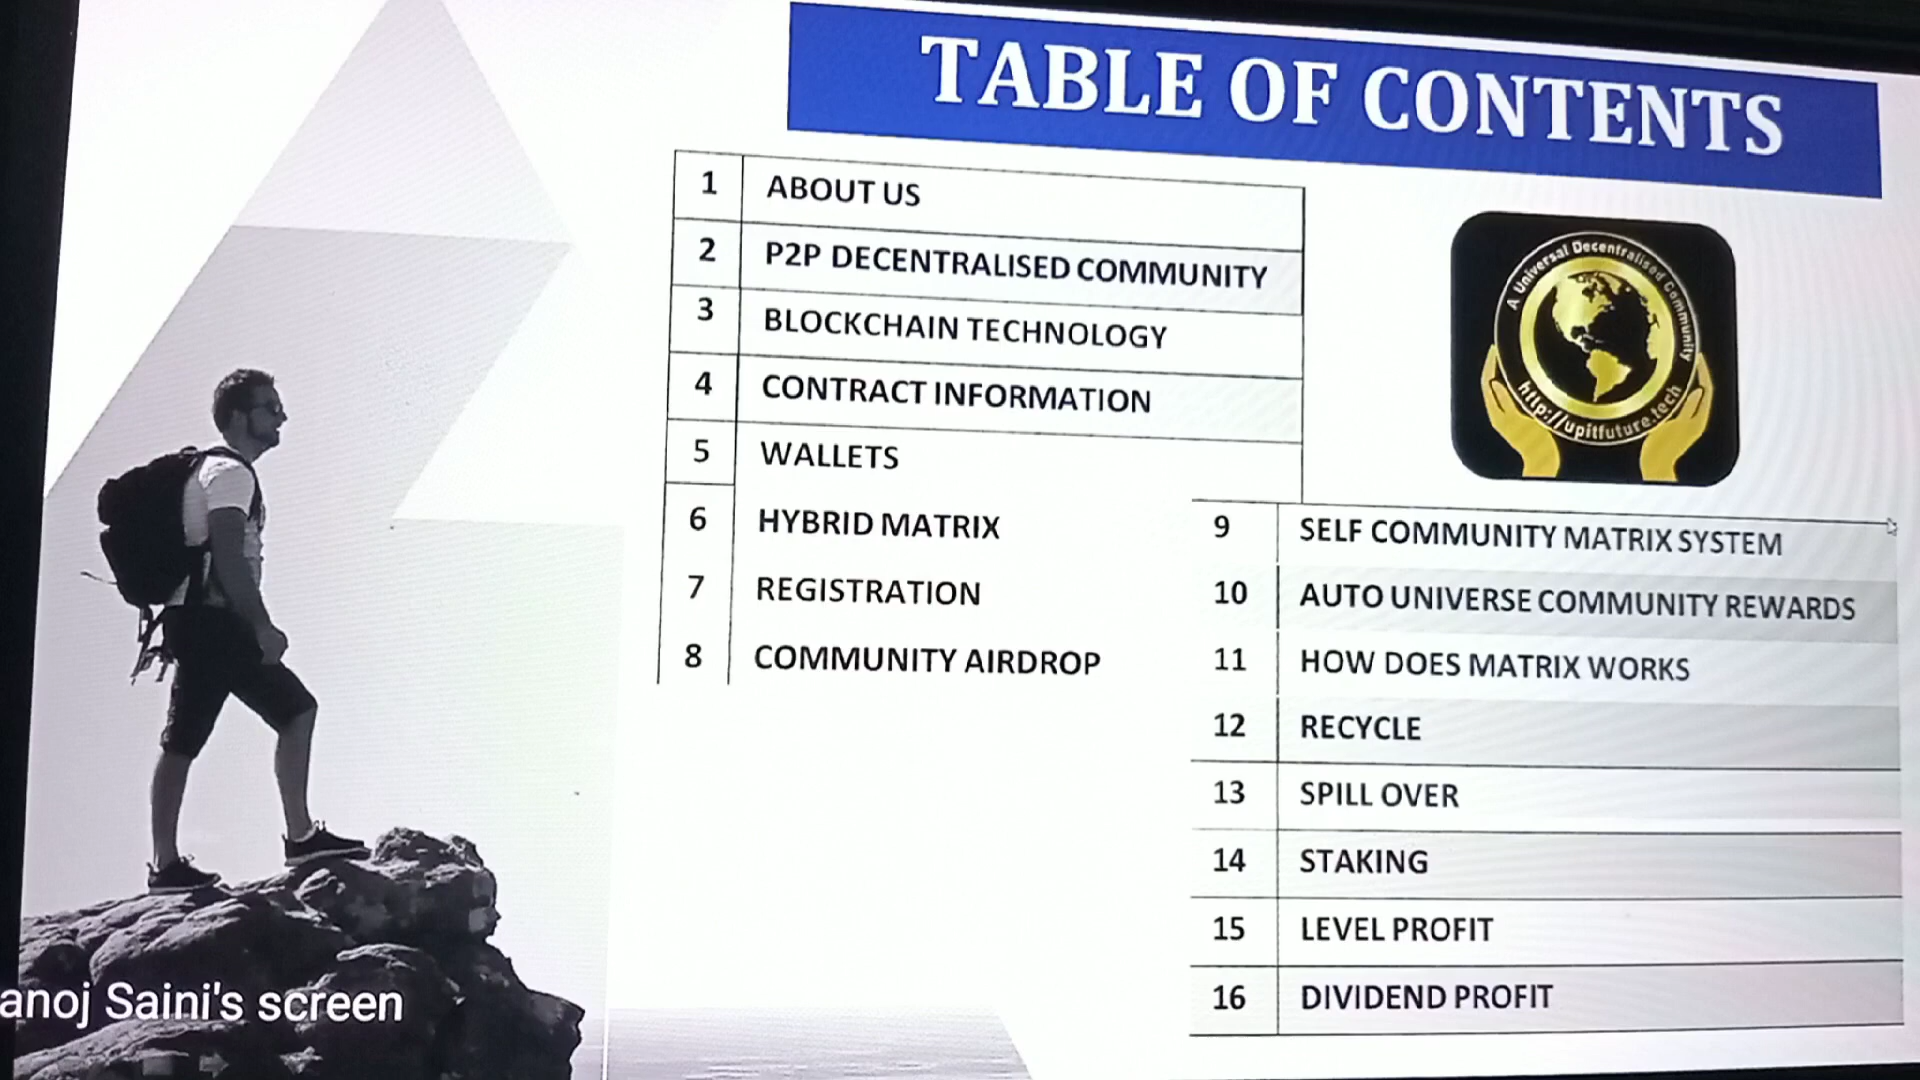 TABLE OF CONTENTS
1 ABOUT US
2 P2P DECENTRALISED COMMUNITY
3 BLOCKCHAIN TECHNOLOGY
4 CONTRACT INFORMATION
5 WALLETS
6 HYBRID MATRIX
7 REGISTRATION
8 COMMUNITY AIRDROP
A Universal Decentralised Community
http://upitfuture.tech
9 SELF COMMUNITY MATRIX SYSTEM
10 AUTO UNIVERSE COMMUNITY REWARDS
11 HOW DOES MATRIX WORKS
12 RECYCLE
13 SPILL OVER
14 STAKING
15 LEVEL PROFIT
16 DIVIDEND PROFIT
anoj Saini's screen